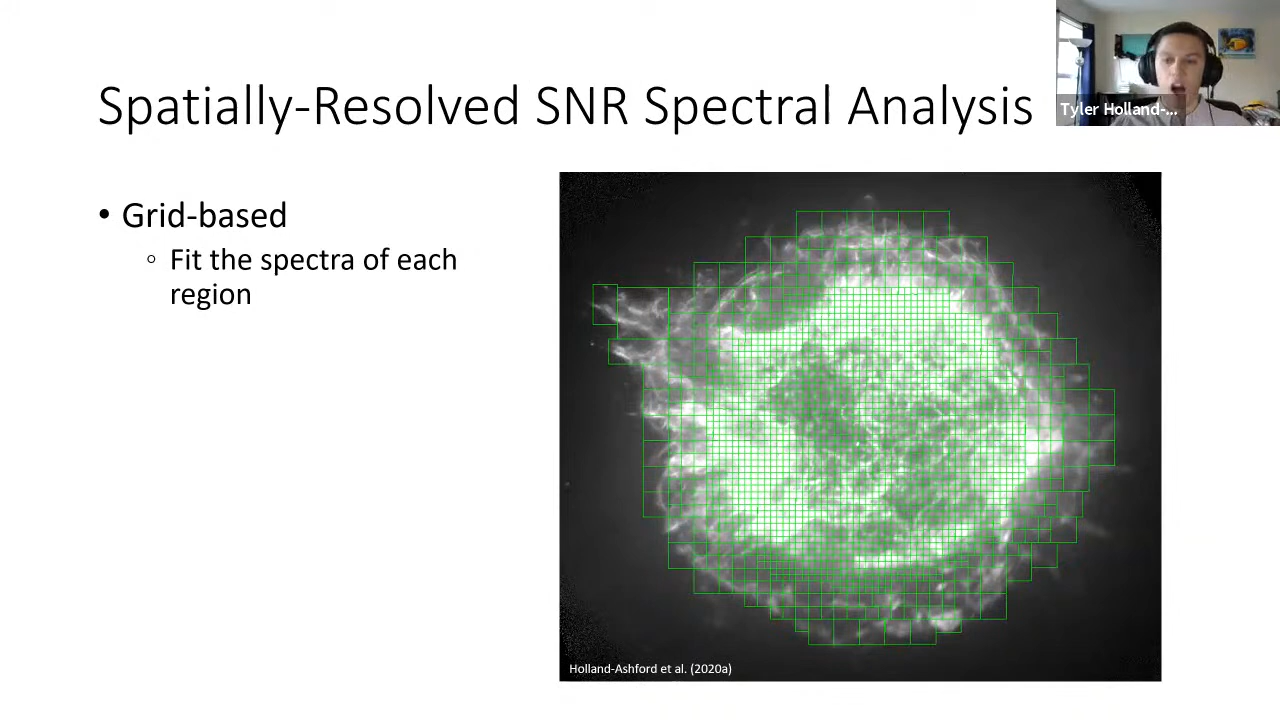 Spatially-Resolved SNR Spectral Analysis
Tyler Holland-...
• Grid-based
◦ Fit the spectra of each
region
Holland-Ashford et al. (2020a)